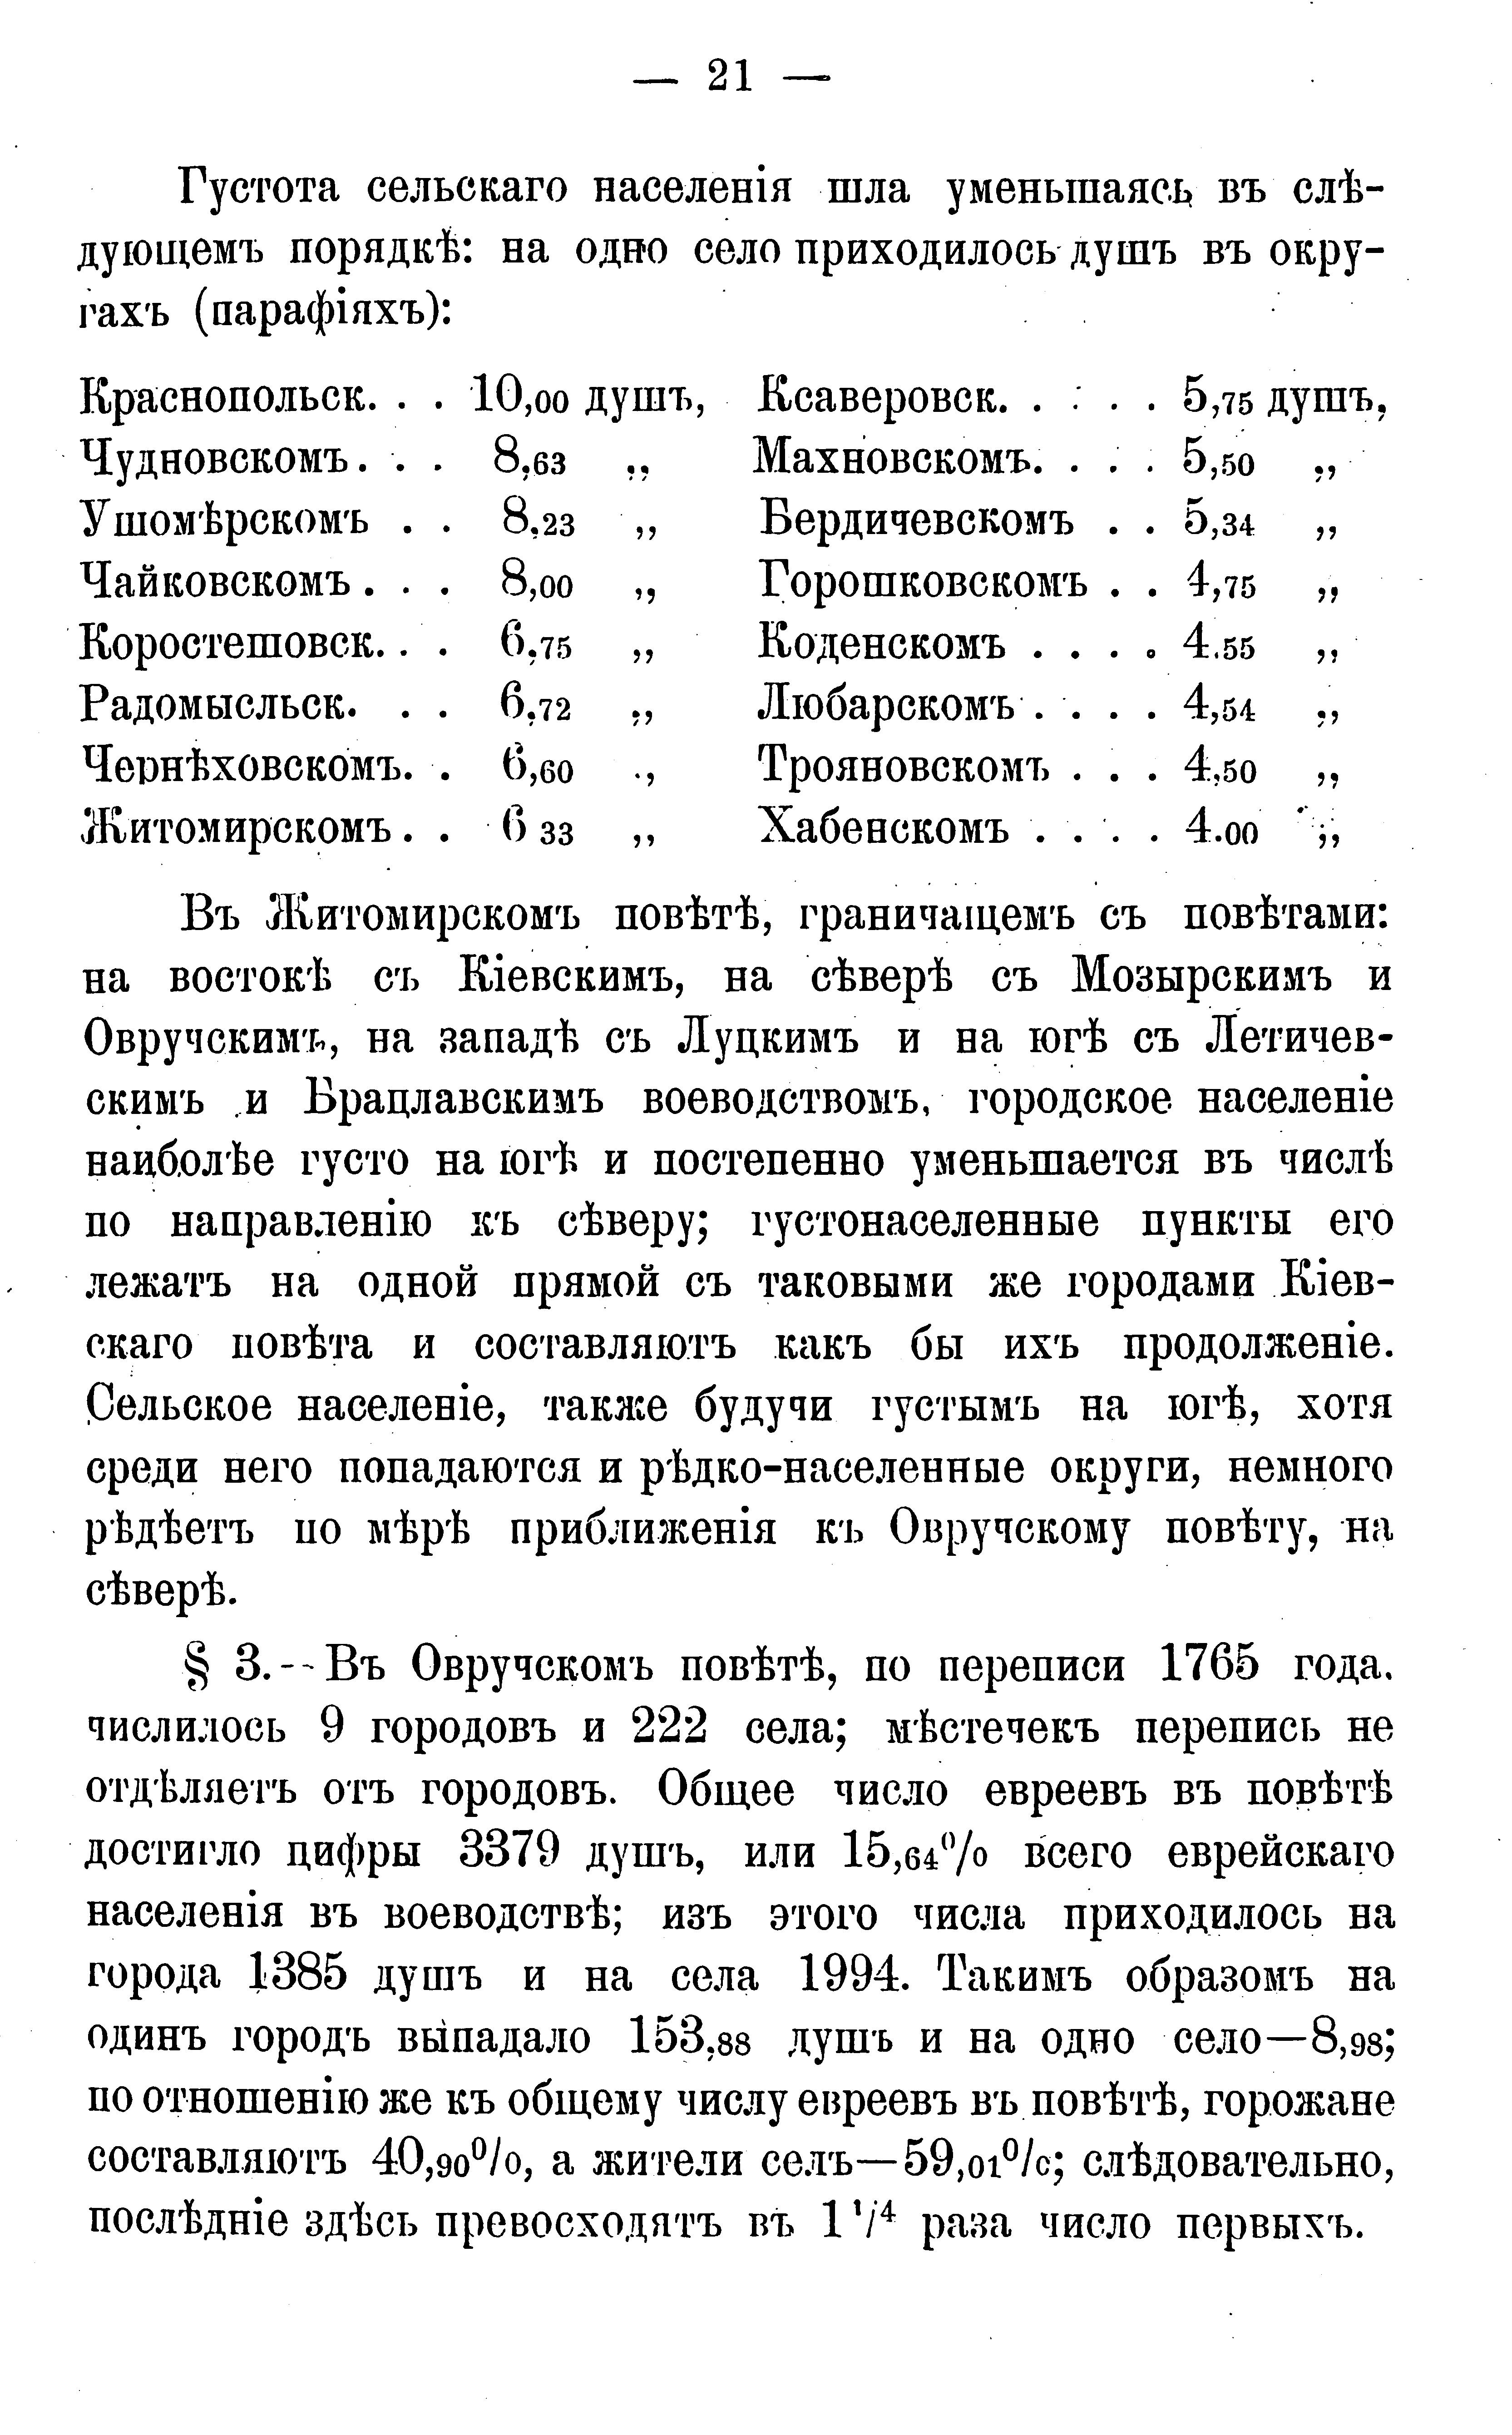 — 21 —
Густота сельскаго населенія шла уменьшаясь въ слѣ-
дующемъ порядкѣ: на одно село приходилось душъ въ окру-
гахъ (парафіяхъ):
Краснопольск. . . 10,00 душъ, Ксаверовск. . . . . 5,75 душъ,
Чудновскомъ. . . 8,63 „ Махновскомъ. . . . 5,50 „
Ушомѣрскомъ . . 8,23 „ Бердичевскомъ . . 5,34 „
Чайковскомъ . . . 8,00 „ Горошковскомъ . . 4,75 „
Коростешовск. . . 6,75 „ Коденскомъ . . . . 4.55 „
Радомысльск. . . 6,72 „ Любарскомъ . . . . 4,54 „
Чернѣховскомъ. . 6,60 „ Трояновскомъ . . . 4,50 „
Житомирскомъ . . 6 33 „ Хабенскомъ . . . . 4.00 „
Въ Житомирскомъ повѣтѣ, граничащемъ съ повѣтами:
на востокѣ съ Кіевскимъ, на сѣверѣ съ Мозырскимъ и
Овручскимъ, на западѣ съ Луцкимъ и на югѣ съ Летичев-
скимъ и Брацлавскимъ воеводствомъ, городское населеніе
наиболѣе густо на югѣ и постепенно уменьшается въ числѣ
по направленію къ сѣверу; густонаселенные пункты его
лежатъ на одной прямой съ таковыми же городами Кіев-
скаго повѣта и составляютъ какъ бы ихъ продолженіе.
Сельское населеніе, также будучи густымъ на югѣ, хотя
среди него попадаются и рѣдко-населенные округи, немного
рѣдѣетъ по мѣрѣ приближенія къ Овручскому повѣту, на
сѣверѣ.
§ 3.--Въ Овручскомъ повѣтѣ, по переписи 1765 года.
числилось 9 городовъ и 222 села; мѣстечекъ перепись не
отдѣляетъ отъ городовъ. Общее число евреевъ въ повѣтѣ
достигло цифры 3379 душъ, или 15,64% всего еврейскаго
населенія въ воеводствѣ; изъ этого числа приходилось на
города 1385 душъ и на села 1994. Такимъ образомъ на
одинъ городъ выпадало 153,88 душъ и на одно село—8,98;
по отношенію же къ общему числу евреевъ въ повѣтѣ, горожане
составляютъ 40,90%, а жители селъ—59,01%; слѣдовательно,
послѣдніе здѣсь превосходятъ въ 1 1/4 раза число первыхъ.